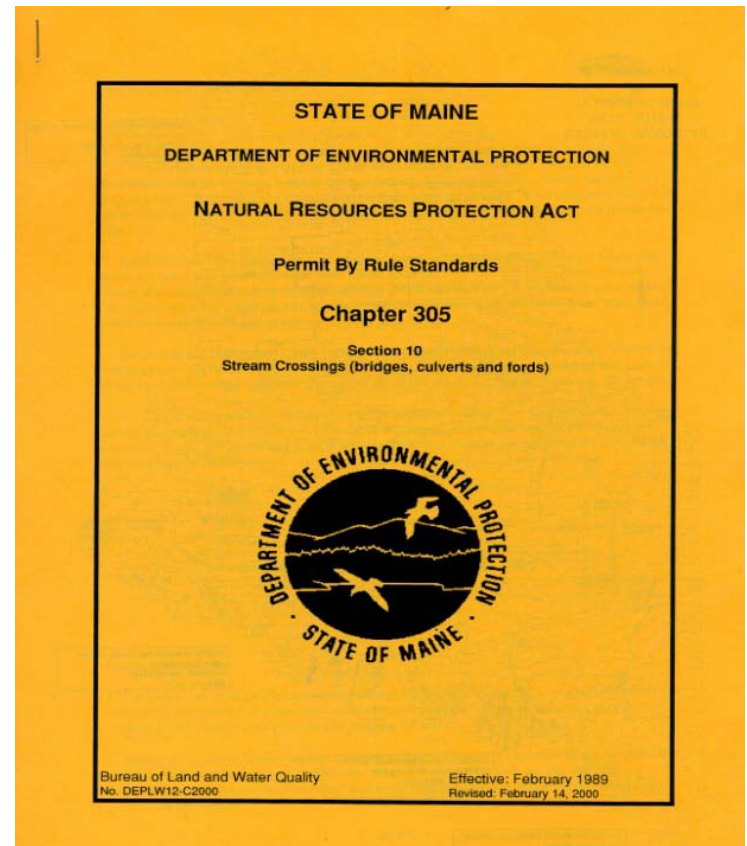 STATE OF MAINE
DEPARTMENT OF ENVIRONMENTAL PROTECTION
NATURAL RESOURCES PROTECTION ACT
Permit By Rule Standards
Chapter 305
Section 10
Stream Crossings (bridges, culverts and fords)
DEPARTMENT OF ENVIRONMENTAL PROTECTION
· STATE OF MAINE ·
Bureau of Land and Water Quality
No. DEPLW12-C2000
Effective: February 1989
Revised: February 14, 2000